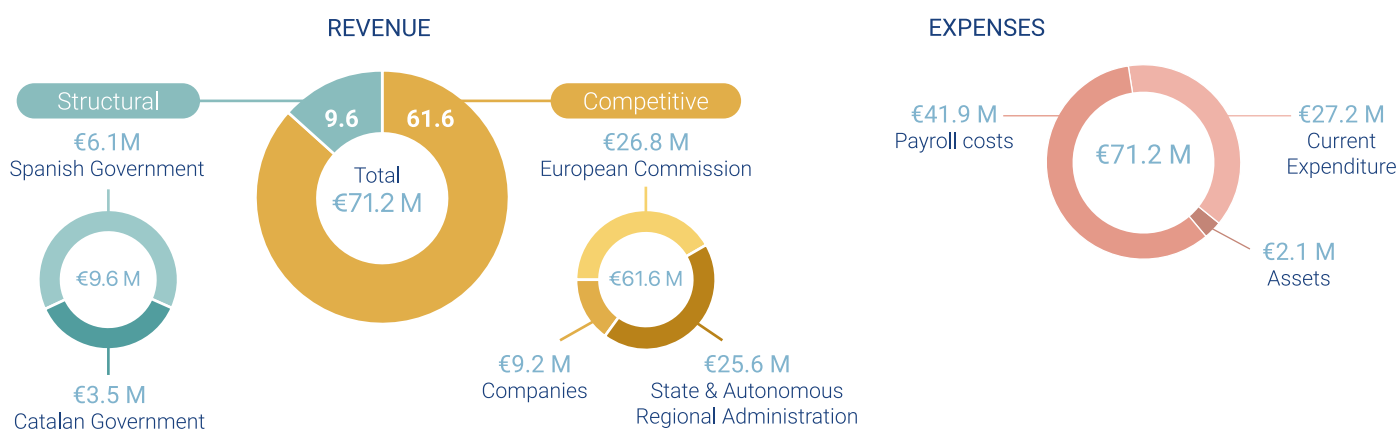 REVENUE
Structural
€6.1M
Spanish Government
€9.6 M
€3.5 M
Catalan Government
9.6
61.6
Total
€71.2 M
Competitive
€26.8 M
European Commission
€61.6 M
€9.2 M
Companies
€25.6 M
State & Autonomous
Regional Administration
EXPENSES
€41.9 M
Payroll costs
€71.2 M
€27.2 M
Current
Expenditure
€2.1 M
Assets